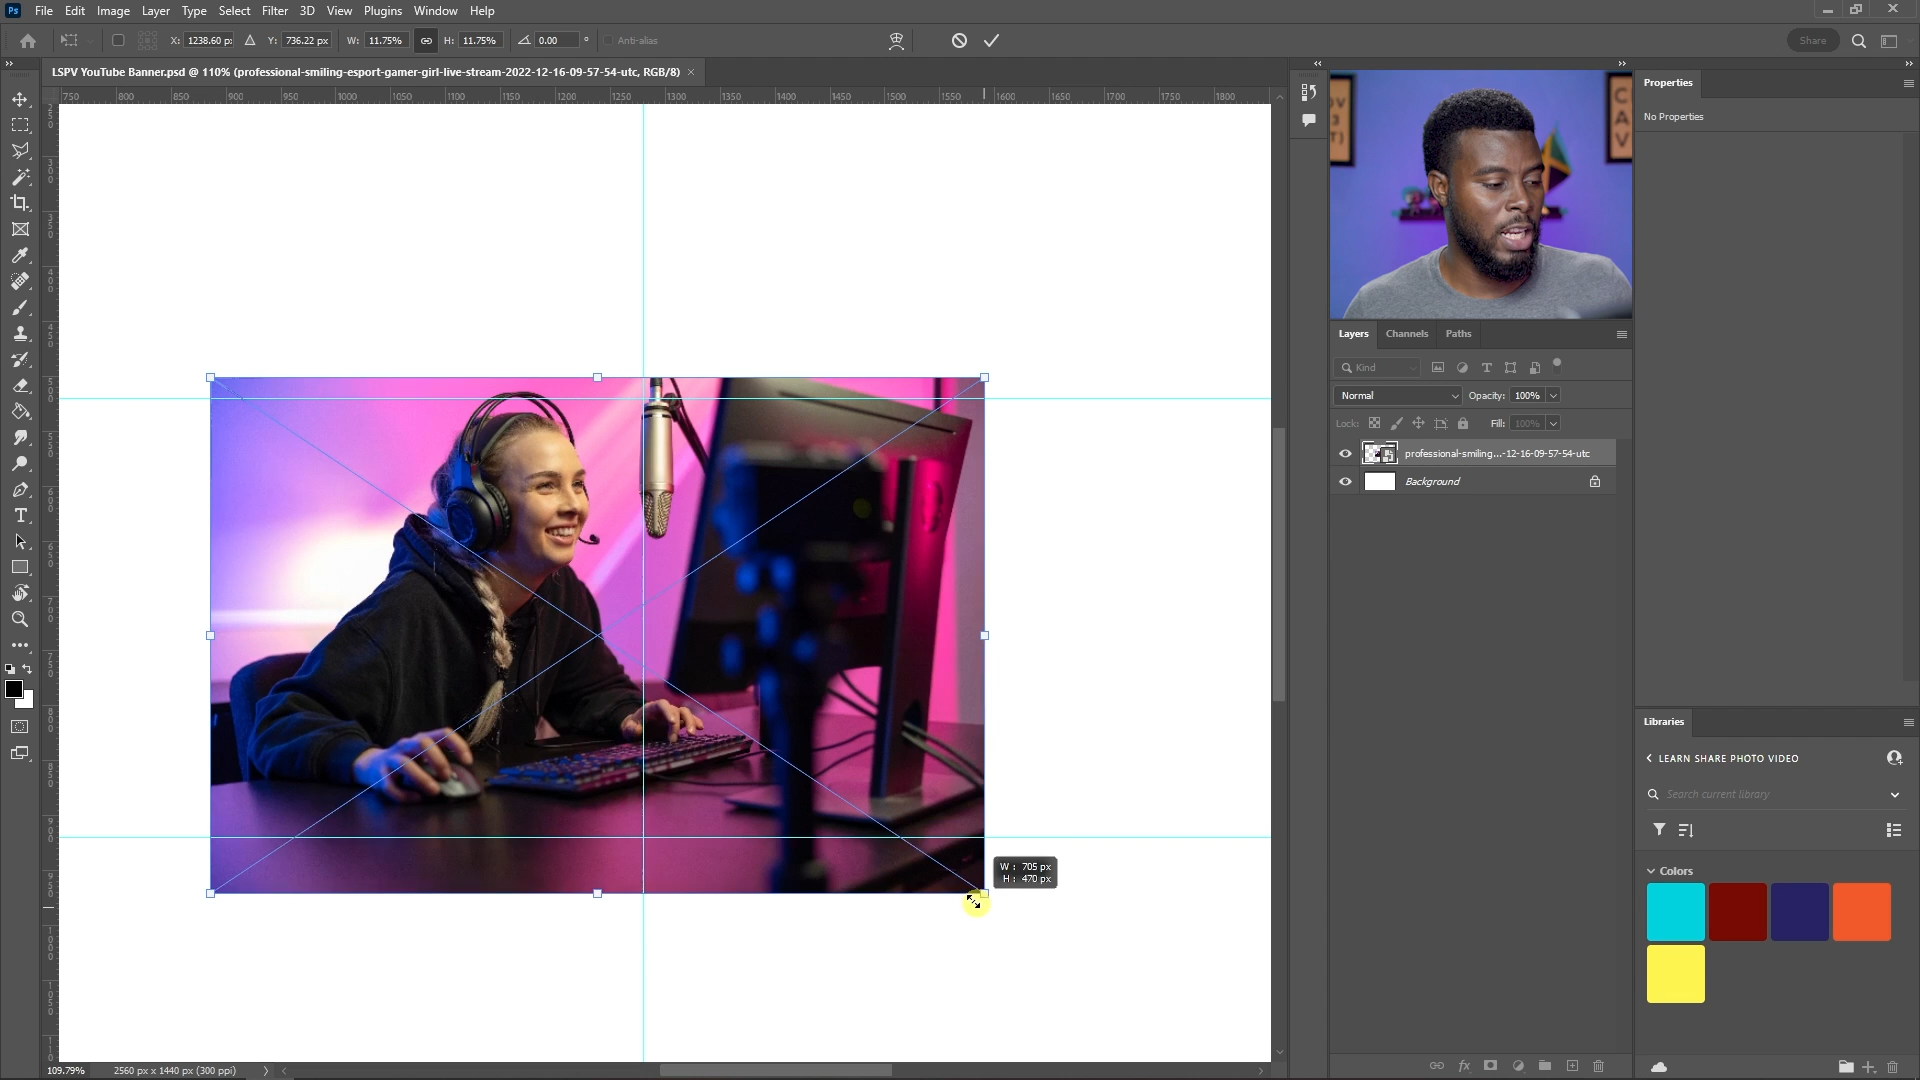 Ps File Edit Image Layer Type Select Filter 3D View Plugins Window Help
X: 1238.60 p: Y: 736.22 px W: 11.75% H: 11.75% 0.00 ° Anti-alias Share
LSPV YouTube Banner.psd @ 110% (professional-smiling-esport-gamer-girl-live-stream-2022-12-16-09-57-54-utc, RGB/8) ×
750 800 850 900 950 1000 1050 1100 1150 1200 1250 1300 1350 1400 1450 1500 1550 1600 1650 1700 1750 1800
Properties
No Properties
Layers Channels Paths
Kind
Normal Opacity: 100%
Lock: Fill: 100%
professional-smiling...-12-16-09-57-54-utc
Background
Libraries
LEARN SHARE PHOTO VIDEO
Search current library
Colors
W : 705 px
H : 470 px
109.79% 2560 px x 1440 px (300 ppi)